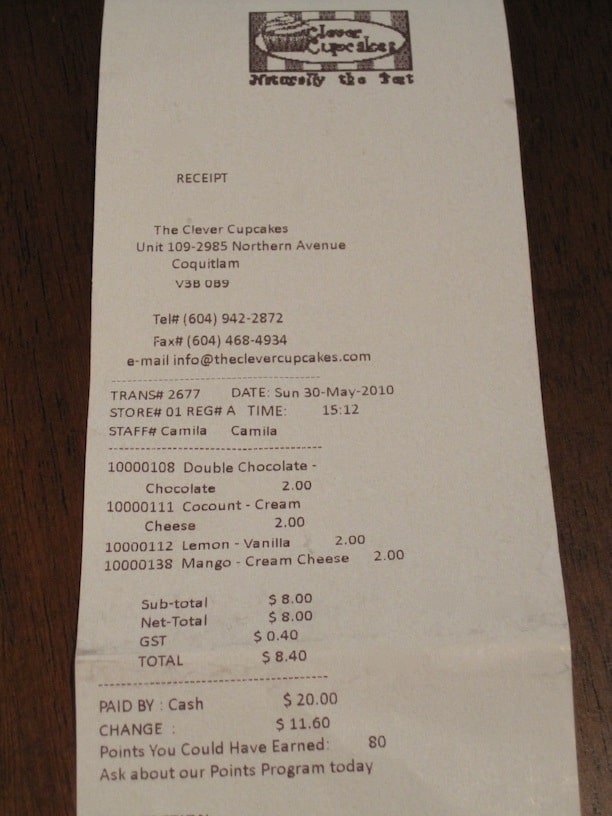 Clever
Cupcakes
Naturally the Best
RECEIPT
The Clever Cupcakes
Unit 109-2985 Northern Avenue
Coquitlam
V3B 0B9
Tel# (604) 942-2872
Fax# (604) 468-4934
e-mail info@theclevercupcakes.com
TRANS# 2677 DATE: Sun 30-May-2010
STORE# 01 REG# A TIME: 15:12
STAFF# Camila Camila
10000108 Double Chocolate -
Chocolate 2.00
10000111 Cocount - Cream
Cheese 2.00
10000112 Lemon - Vanilla 2.00
10000138 Mango - Cream Cheese 2.00
Sub-total $ 8.00
Net-Total $ 8.00
GST $ 0.40
TOTAL $ 8.40
PAID BY : Cash $ 20.00
CHANGE : $ 11.60
Points You Could Have Earned: 80
Ask about our Points Program today